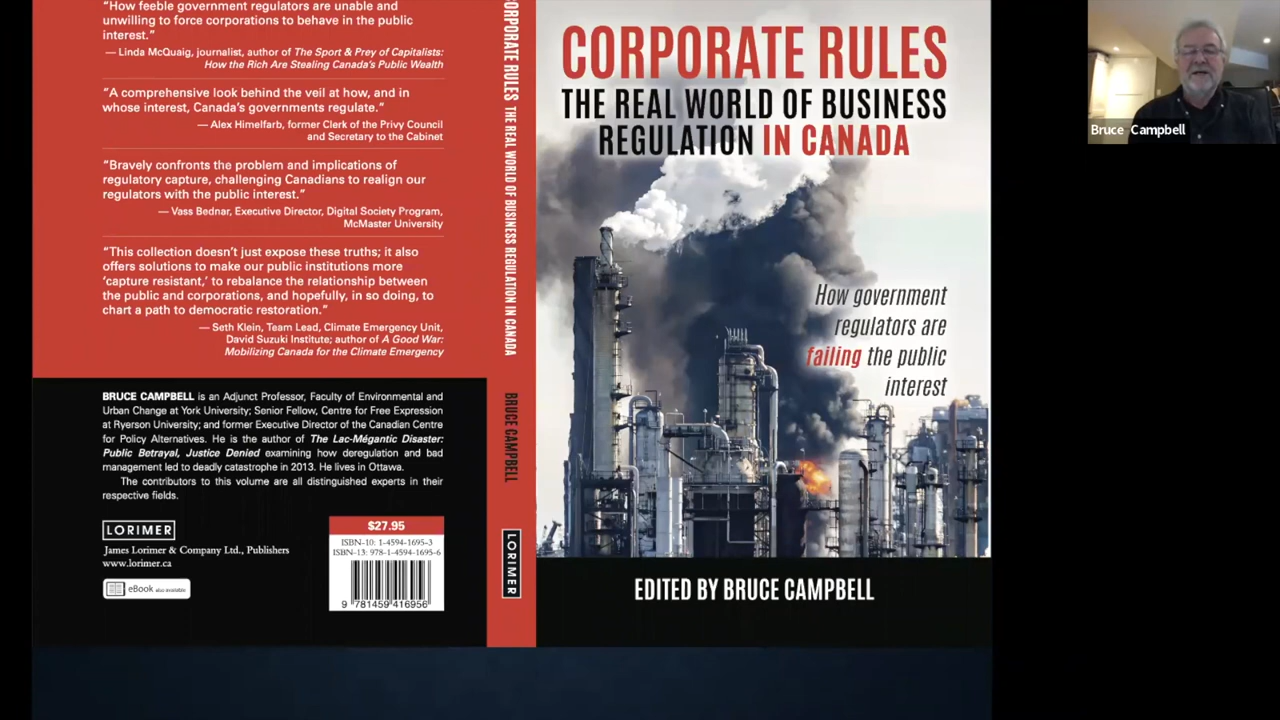 "How feeble government regulators are unable and
unwilling to force corporations to behave in the public
interest."
— Linda McQuaig, journalist, author of The Sport & Prey of Capitalists:
How the Rich Are Stealing Canada's Public Wealth
"A comprehensive look behind the veil at how, and in
whose interest, Canada's governments regulate."
— Alex Himelfarb, former Clerk of the Privy Council
and Secretary to the Cabinet
"Bravely confronts the problem and implications of
regulatory capture, challenging Canadians to realign our
regulators with the public interest."
— Vass Bednar, Executive Director, Digital Society Program,
McMaster University
"This collection doesn't just expose these truths; it also
offers solutions to make our public institutions more
'capture resistant,' to rebalance the relationship between
the public and corporations, and hopefully, in so doing, to
chart a path to democratic restoration."
— Seth Klein, Team Lead, Climate Emergency Unit,
David Suzuki Institute; author of A Good War:
Mobilizing Canada for the Climate Emergency
BRUCE CAMPBELL is an Adjunct Professor, Faculty of Environmental and
Urban Change at York University; Senior Fellow, Centre for Free Expression
at Ryerson University; and former Executive Director of the Canadian Centre
for Policy Alternatives. He is the author of The Lac-Mégantic Disaster:
Public Betrayal, Justice Denied examining how deregulation and bad
management led to deadly catastrophe in 2013. He lives in Ottawa.
The contributors to this volume are all distinguished experts in their
respective fields.
LORIMER
James Lorimer & Company Ltd., Publishers
www.lorimer.ca
eBook also available
$27.95
ISBN-10: 1-4594-1695-3
ISBN-13: 978-1-4594-1695-6
9 781459 416956
CORPORATE RULES THE REAL WORLD OF BUSINESS REGULATION IN CANADA
BRUCE CAMPBELL
LORIMER
CORPORATE RULES
THE REAL WORLD OF BUSINESS
REGULATION IN CANADA
How government
regulators are
failing the public
interest
EDITED BY BRUCE CAMPBELL
Bruce Campbell